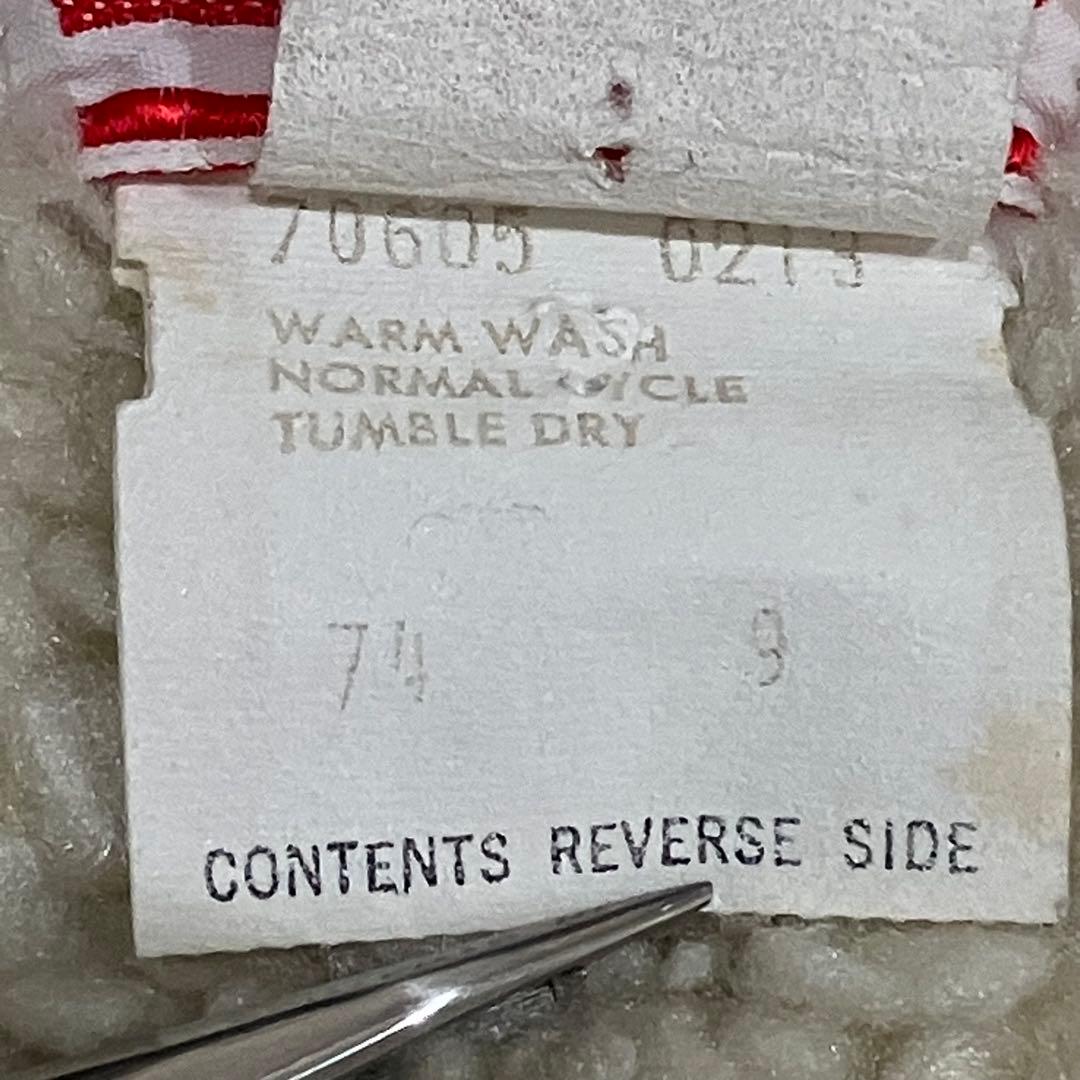 70605 0213
WARM WASH
NORMAL CYCLE
TUMBLE DRY
74 9
CONTENTS REVERSE SIDE